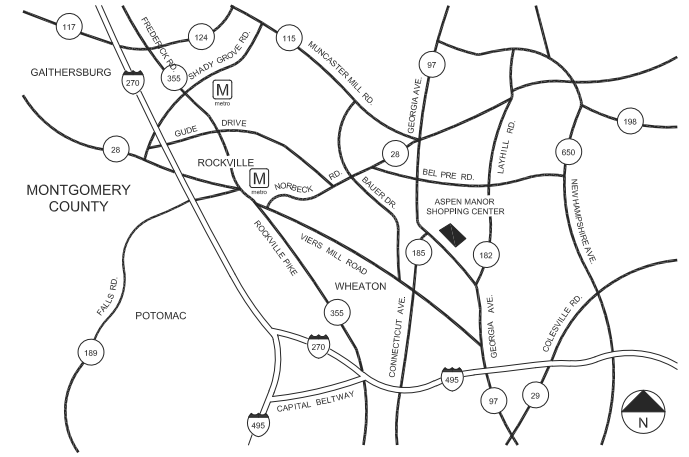 117
FREDERICK RD.
124
SHADY GROVE RD.
115
MUNCASTER MILL RD.
97
GEORGIA AVE.
GAITHERSBURG
270
355
M
metro
198
GUDE DRIVE
28
ROCKVILLE
28
LAYHILL RD.
650
M
metro
NORBECK RD.
BEL PRE RD.
BAUER DR.
MONTGOMERY
COUNTY
ASPEN MANOR
SHOPPING CENTER
NEW HAMPSHIRE AVE.
ROCKVILLE PIKE
VIERS MILL ROAD
185
182
FALLS RD.
WHEATON
POTOMAC
355
CONNECTICUT AVE.
GEORGIA AVE.
COLESVILLE RD.
189
270
495
CAPITAL BELTWAY
97
29
495
N